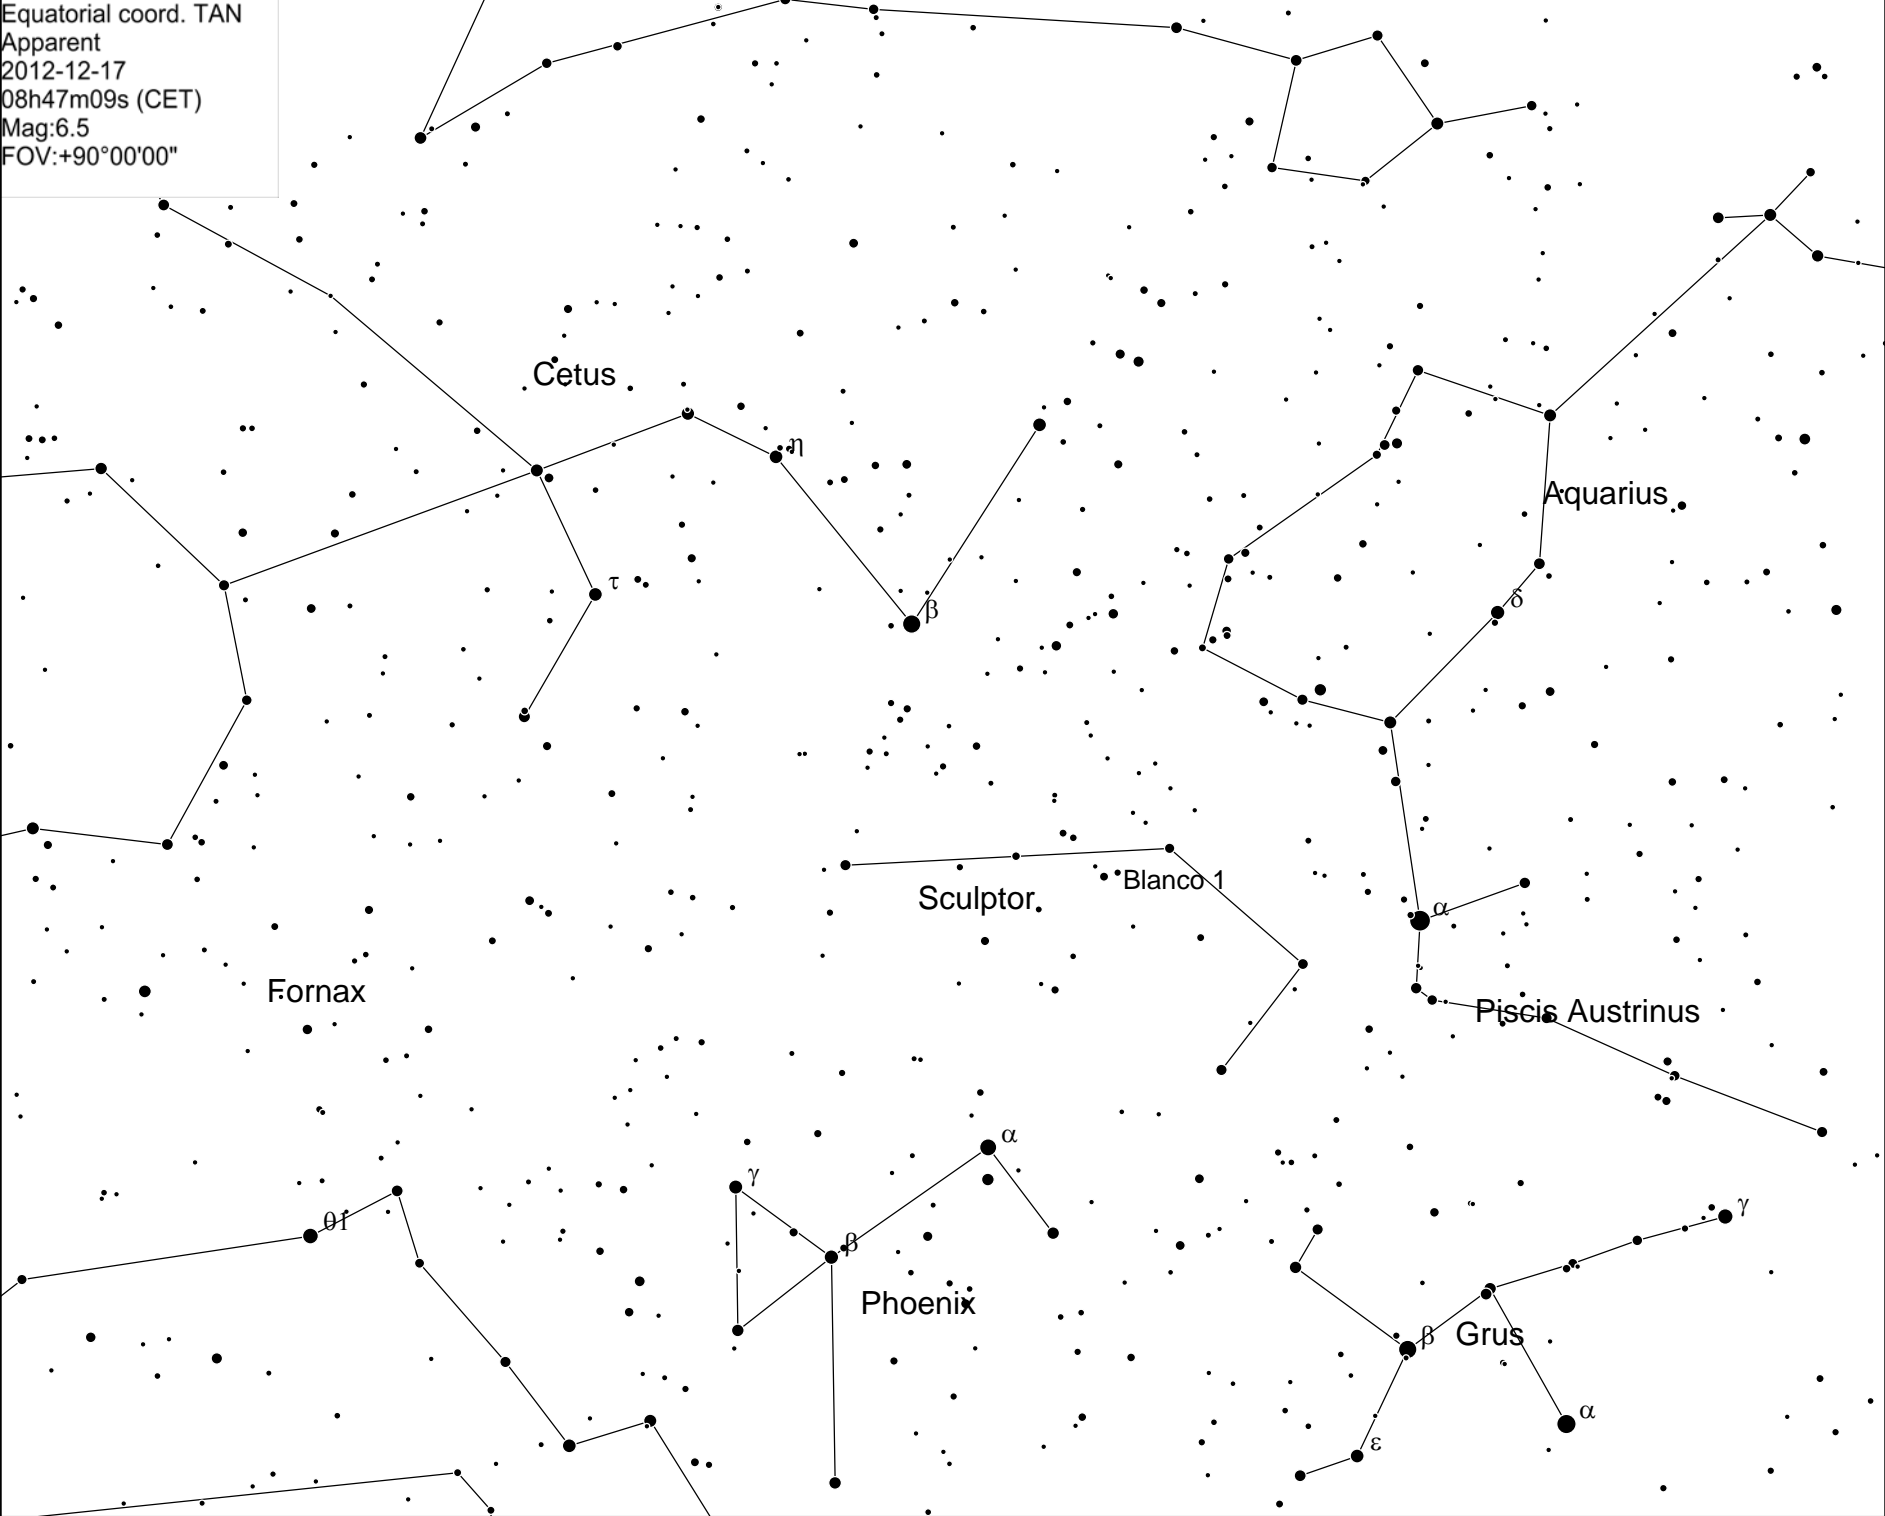 Equatorial coord. TAN
Apparent
2012-12-17
08h47m09s (CET)
Mag:6.5
FOV:+90°00'00"
Cetus
η
Aquarius
τ
δ
β
Blanco 1
Sculptor
α
Fornax
Piscis Austrinus
α
γ
γ
θ1
β
Phoenix
β
Grus
α
ε